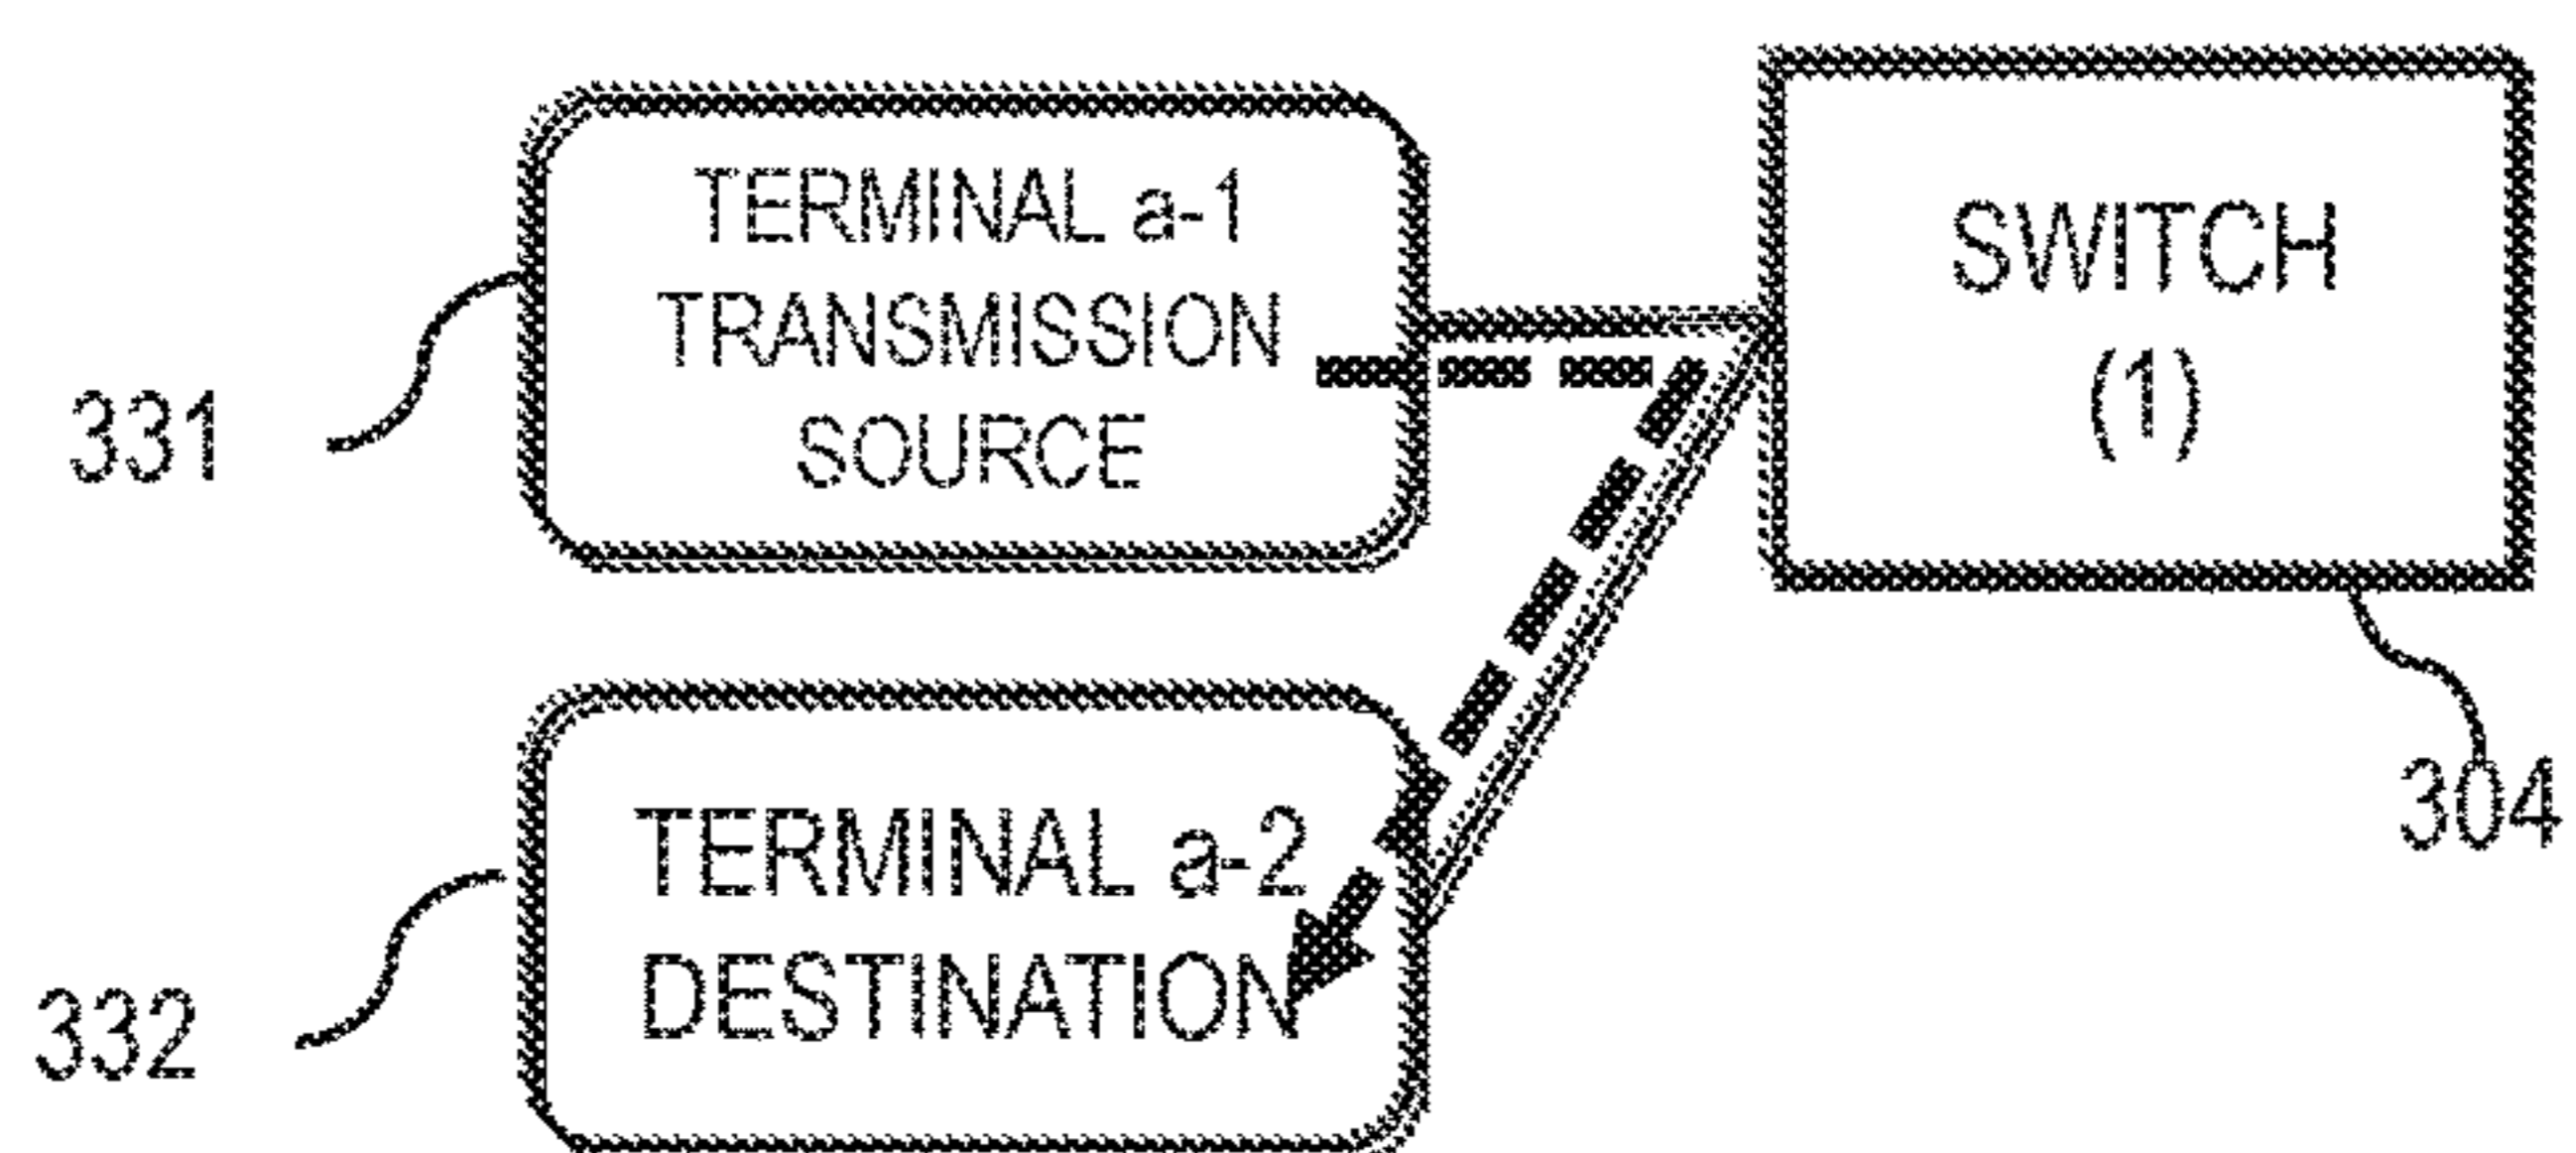 TERMINAL a-1
TRANSMISSION
SOURCE
331
SWITCH
(1)
304
TERMINAL a-2
DESTINATION
332